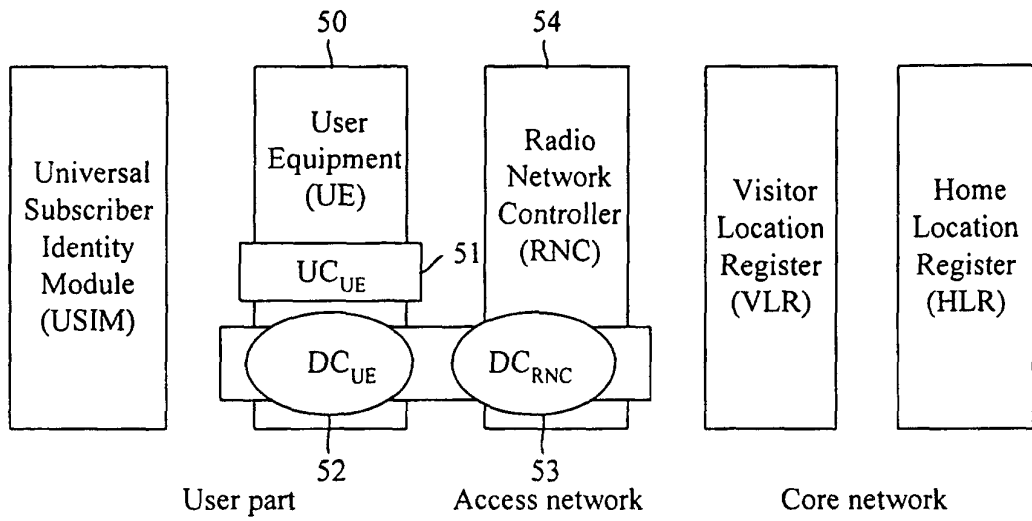 50
54
Universal
Subscriber
Identity
Module
(USIM)
User
Equipment
(UE)
Radio
Network
Controller
(RNC)
Visitor
Location
Register
(VLR)
Home
Location
Register
(HLR)
51
UC_UE
DC_UE
DC_RNC
52
53
User part
Access network
Core network